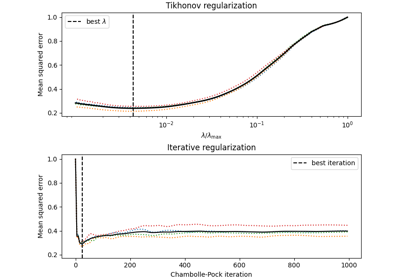 Tikhonov regularization
1.0
0.8
0.6
0.4
0.2
Mean squared error
best λ
10⁻²
10⁻¹
10⁰
λ/λmax
Iterative regularization
1.0
0.8
0.6
0.4
0.2
Mean squared error
best iteration
0
200
400
600
800
1000
Chambolle-Pock iteration